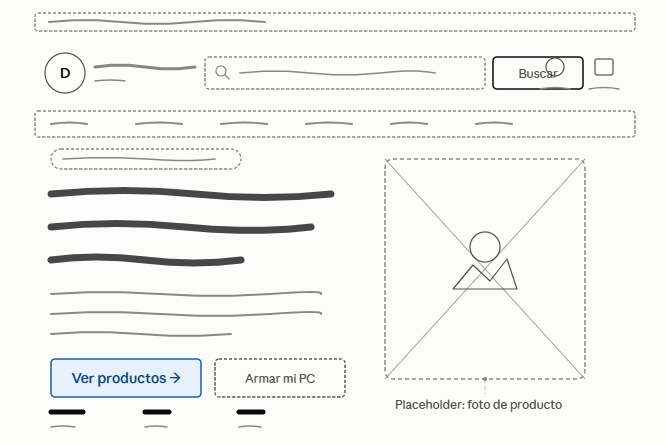 D
Buscar
Ver productos →
Armar mi PC
Placeholder: foto de producto